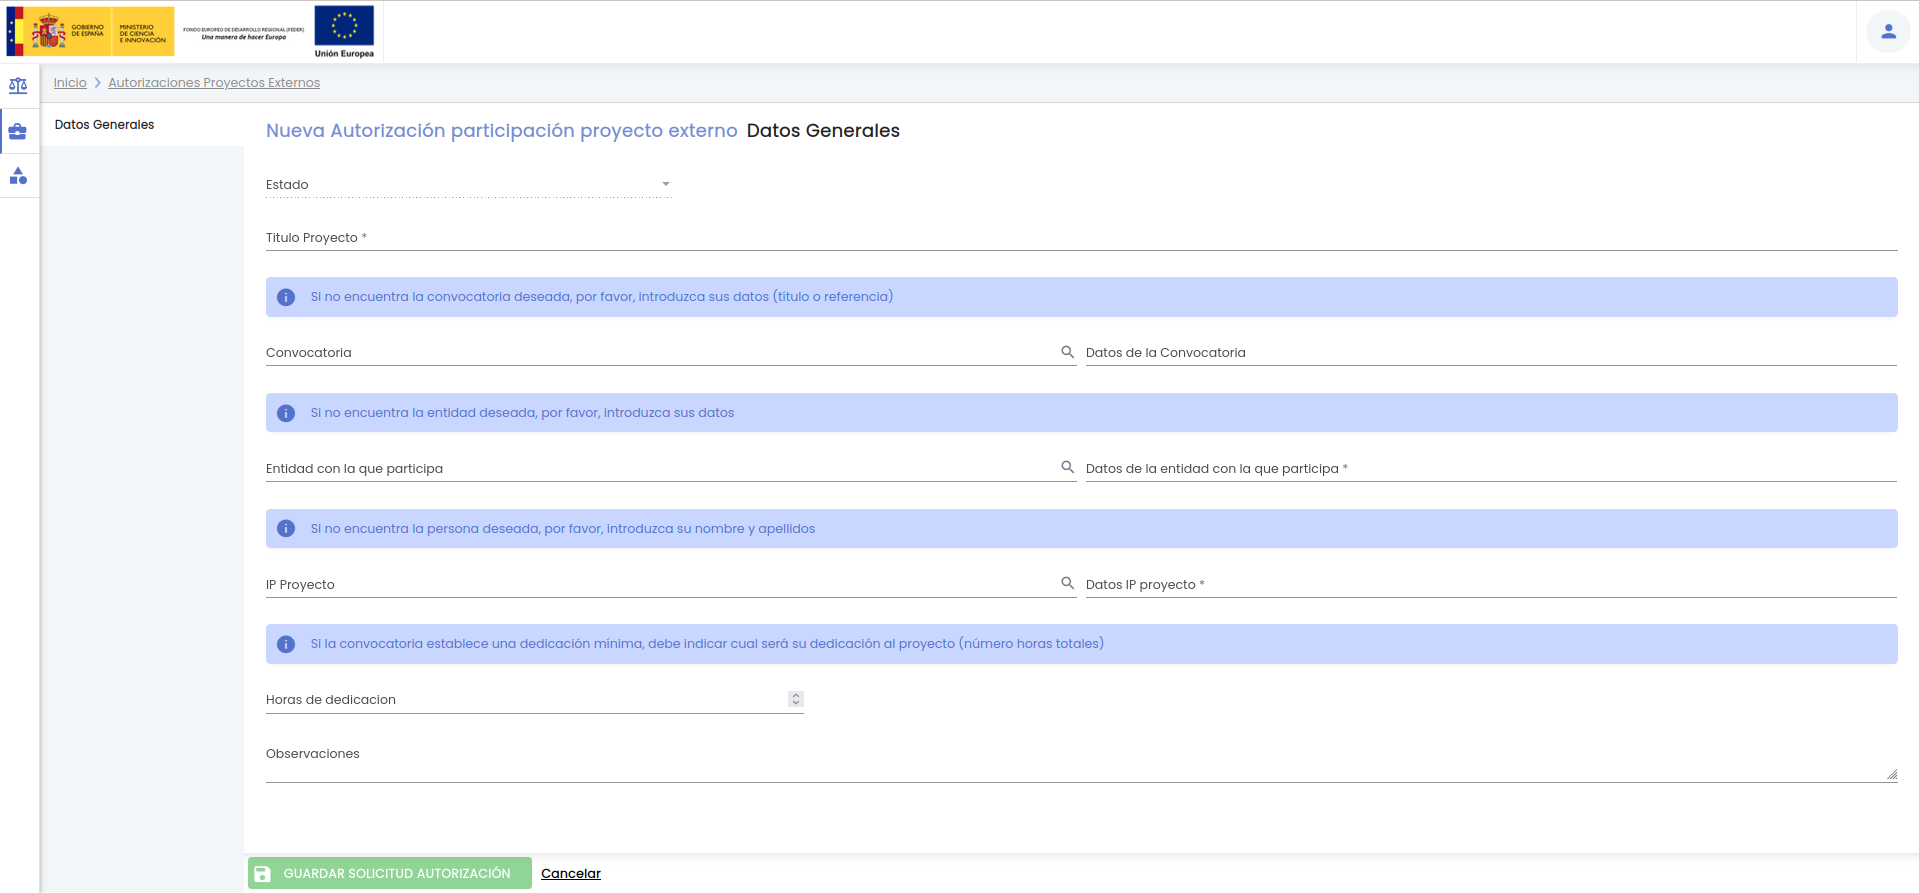 GOBIERNO
DE ESPAÑA
MINISTERIO
DE CIENCIA
E INNOVACIÓN
FONDO EUROPEO DE DESARROLLO REGIONAL (FEDER)
Una manera de hacer Europa
Unión Europea
Inicio
Autorizaciones Proyectos Externos
Datos Generales
Nueva Autorización participación proyecto externo Datos Generales
Estado
Titulo Proyecto *
Si no encuentra la convocatoria deseada, por favor, introduzca sus datos (título o referencia)
Convocatoria
Datos de la Convocatoria
Si no encuentra la entidad deseada, por favor, introduzca sus datos
Entidad con la que participa
Datos de la entidad con la que participa *
Si no encuentra la persona deseada, por favor, introduzca su nombre y apellidos
IP Proyecto
Datos IP proyecto *
Si la convocatoria establece una dedicación mínima, debe indicar cual será su dedicación al proyecto (número horas totales)
Horas de dedicacion
Observaciones
GUARDAR SOLICITUD AUTORIZACIÓN
Cancelar